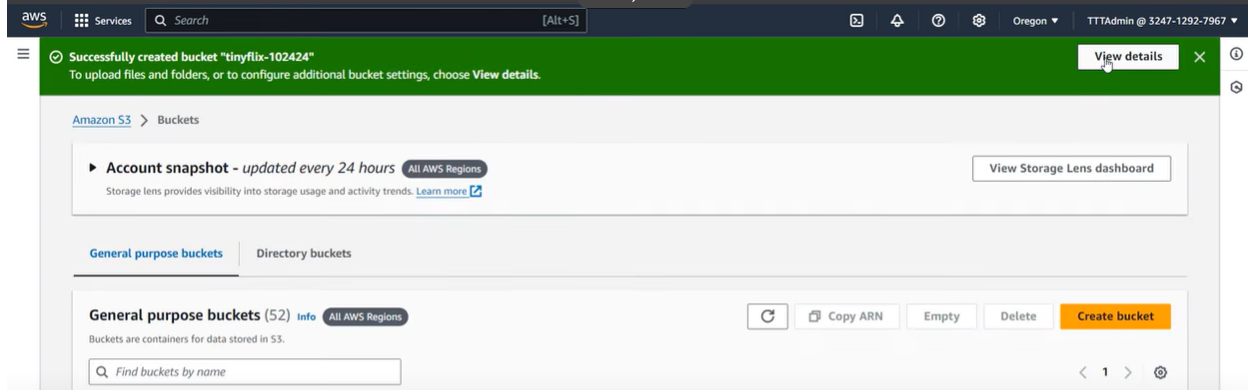 aws Services Search [Alt+S] Oregon TTTAdmin @ 3247-1292-7967
Successfully created bucket "tinyflix-102424" View details
To upload files and folders, or to configure additional bucket settings, choose View details.
Amazon S3 > Buckets
Account snapshot - updated every 24 hours All AWS Regions View Storage Lens dashboard
Storage lens provides visibility into storage usage and activity trends. Learn more
General purpose buckets Directory buckets
General purpose buckets (52) Info All AWS Regions Copy ARN Empty Delete Create bucket
Buckets are containers for data stored in S3.
Find buckets by name < 1 >